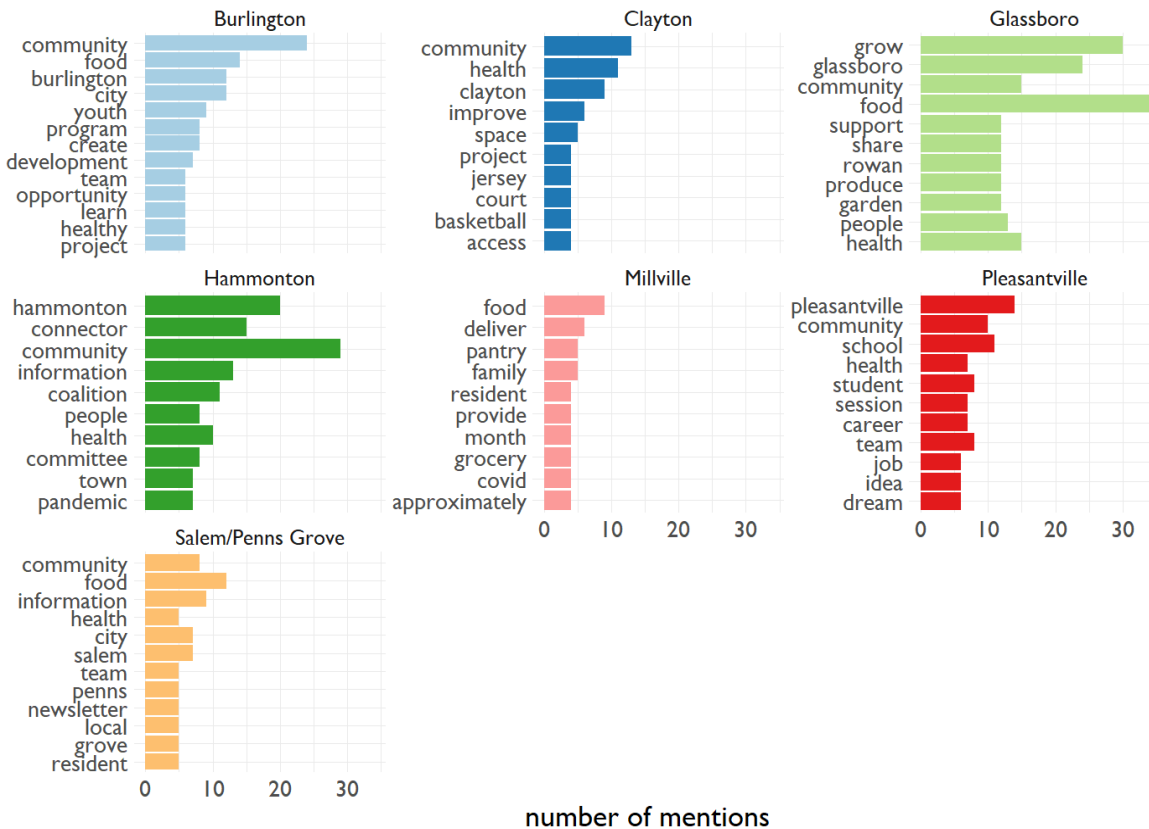 Burlington
community
food
burlington
city
youth
program
create
development
team
opportunity
learn
healthy
project
Clayton
community
health
clayton
improve
space
project
jersey
court
basketball
access
Glassboro
grow
glassboro
community
food
support
share
rowan
produce
garden
people
health
Hammonton
hammonton
connector
community
information
coalition
people
health
committee
town
pandemic
Millville
food
deliver
pantry
family
resident
provide
month
grocery
covid
approximately
0 10 20 30
Pleasantville
pleasantville
community
school
health
student
session
career
team
job
idea
dream
0 10 20 30
Salem/Penns Grove
community
food
information
health
city
salem
team
penns
newsletter
local
grove
resident
0 10 20 30
number of mentions